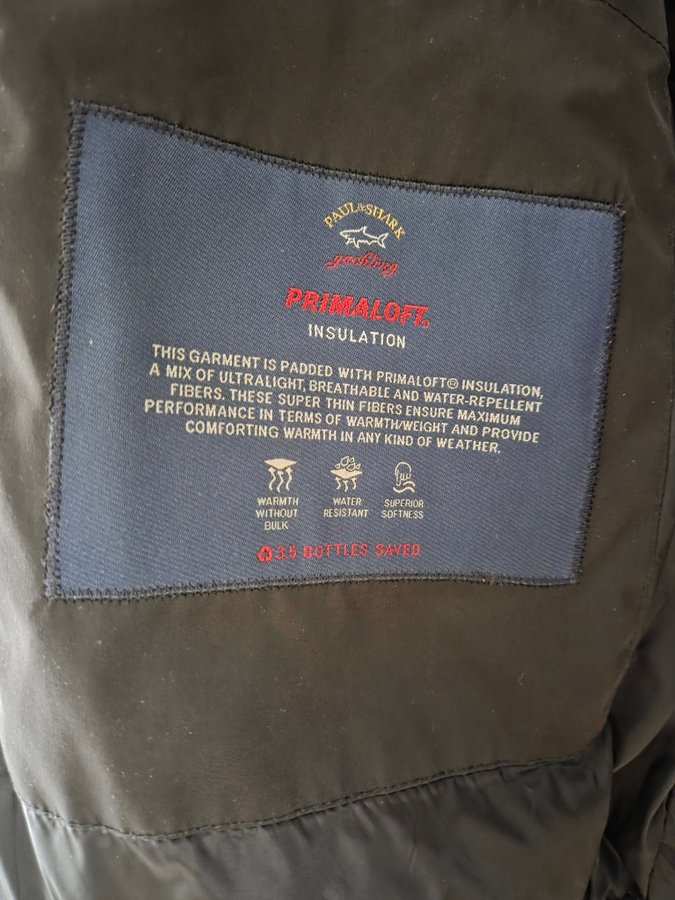 PAUL&SHARK
yachting
PRIMALOFT®
INSULATION
THIS GARMENT IS PADDED WITH PRIMALOFT® INSULATION,
A MIX OF ULTRALIGHT, BREATHABLE AND WATER-REPELLENT
FIBERS. THESE SUPER THIN FIBERS ENSURE MAXIMUM
PERFORMANCE IN TERMS OF WARMTH/WEIGHT AND PROVIDE
COMFORTING WARMTH IN ANY KIND OF WEATHER.
WARMTH
WITHOUT
BULK
WATER
RESISTANT
SUPERIOR
SOFTNESS
3.5 BOTTLES SAVED